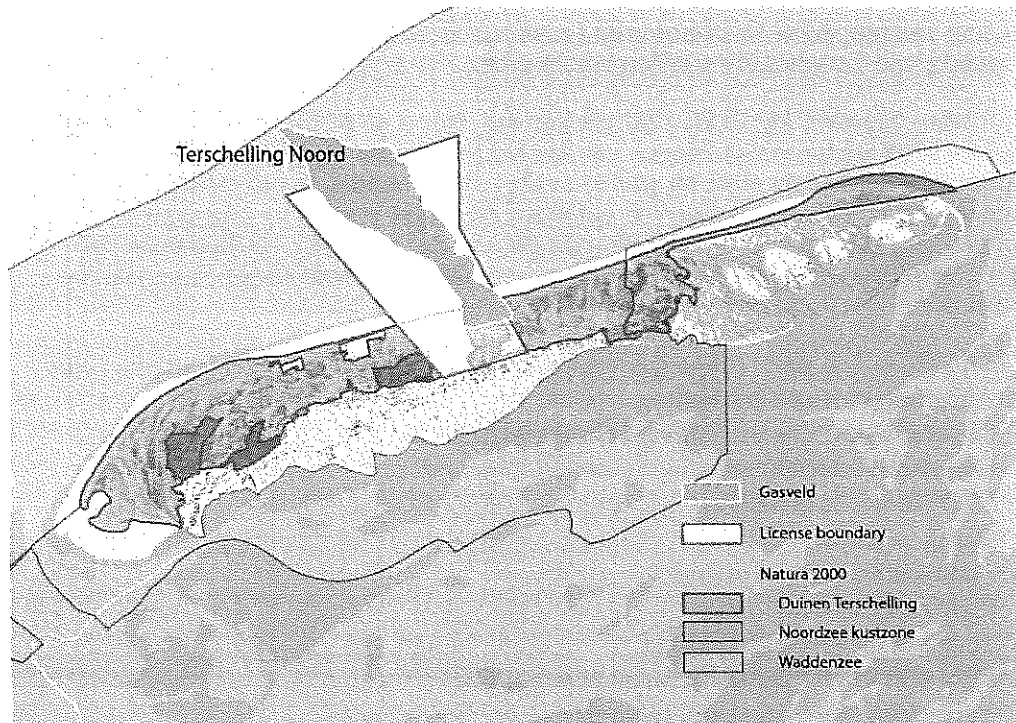 Terschelling Noord
Gasveld
License boundary
Natura 2000
Duinen Terschelling
Noordzee kustzone
Waddenzee